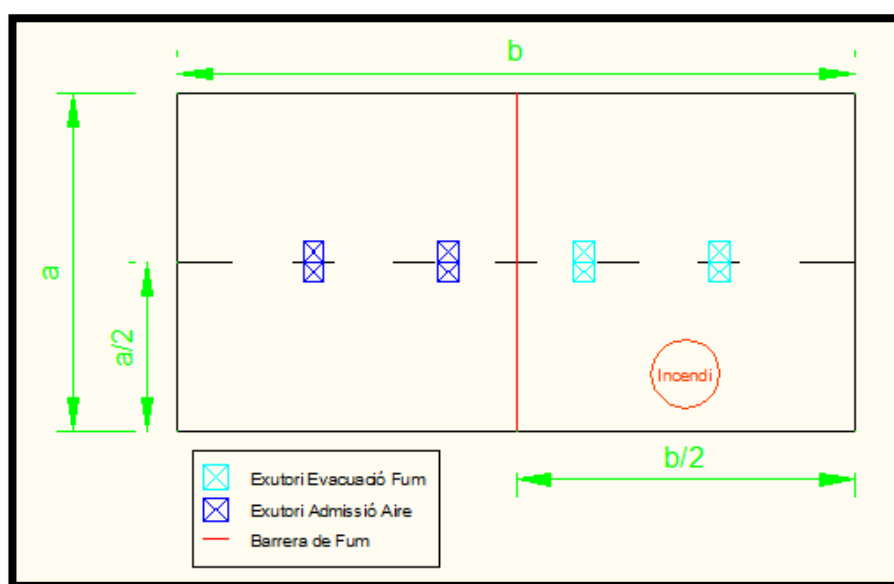 b
a
a/2
Incendi
b/2
Exutori Evacuació Fum
Exutori Admissió Aire
Barrera de Fum